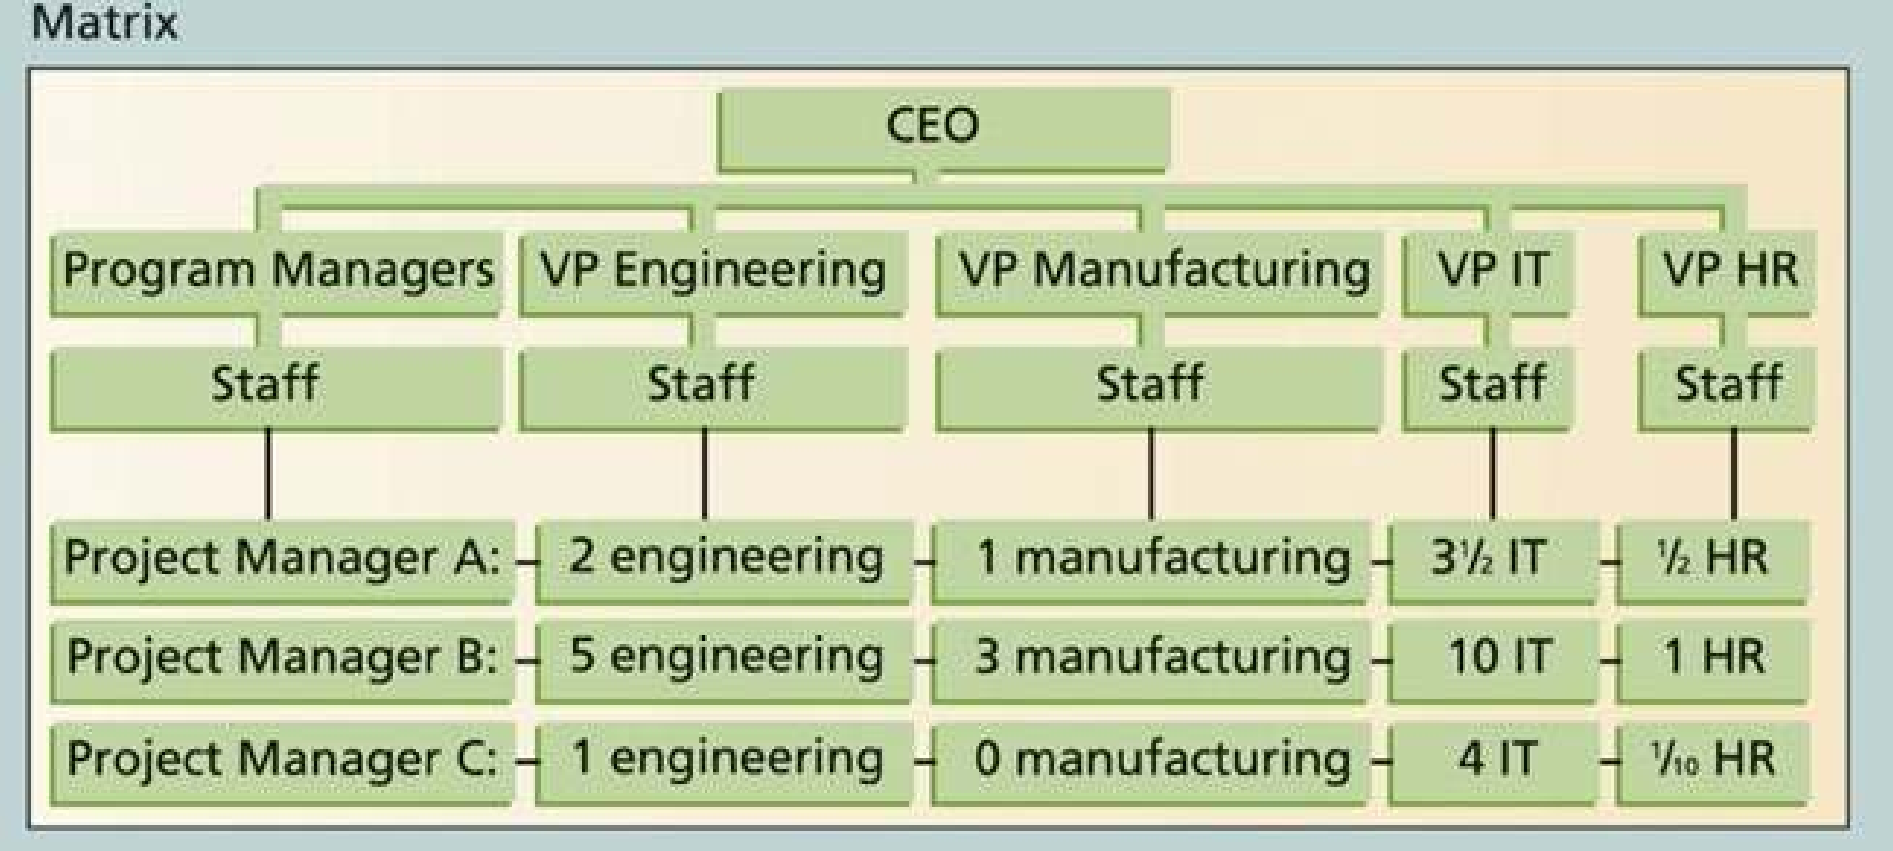 Matrix
CEO
Program Managers VP Engineering VP Manufacturing VP IT VP HR
Staff Staff Staff Staff Staff
Project Manager A: 2 engineering 1 manufacturing 3½ IT ½ HR
Project Manager B: 5 engineering 3 manufacturing 10 IT 1 HR
Project Manager C: 1 engineering 0 manufacturing 4 IT 1/10 HR